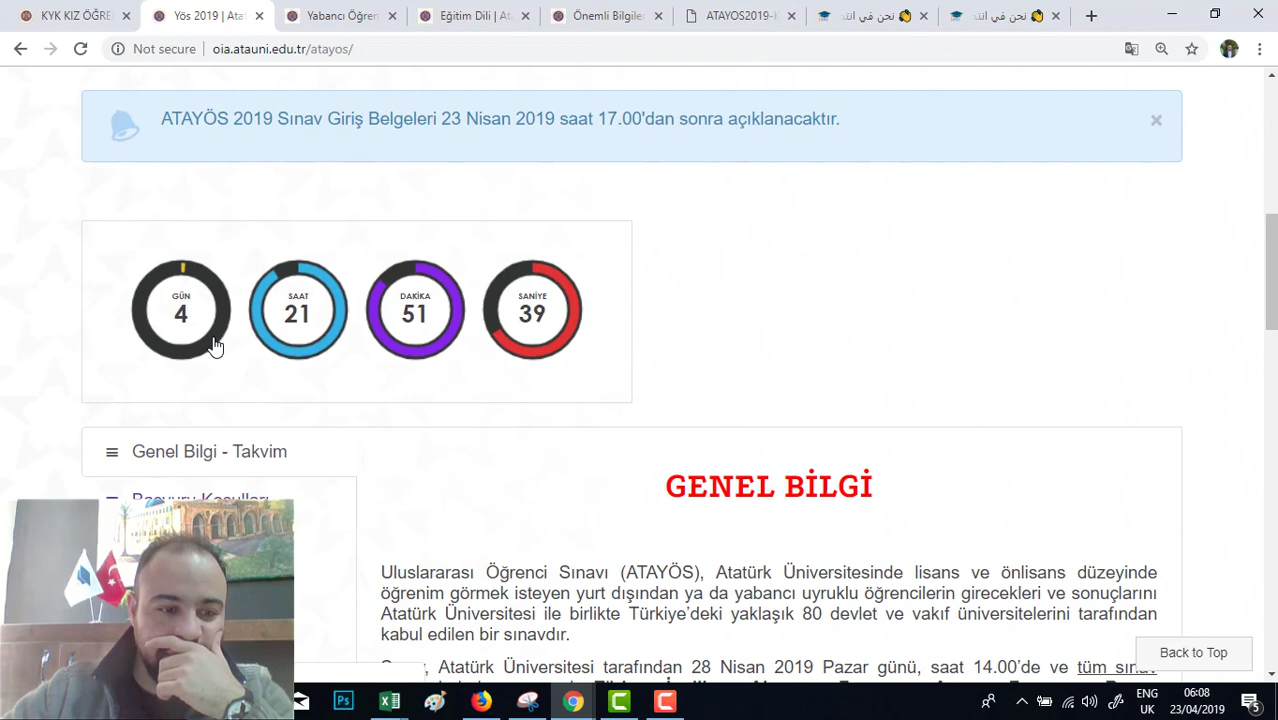 KYK KIZ ÖĞRE
Yös 2019 | Atat
Yabancı Öğren
Eğitim Dili | Ata
Önemli Bilgiler
ATAYOS2019-K
نحن في انتذ
نحن في انتذ
Not secure
oia.atauni.edu.tr/atayos/
ATAYÖS 2019 Sınav Giriş Belgeleri 23 Nisan 2019 saat 17.00'dan sonra açıklanacaktır.
GÜN SAAT DAKİKA SANİYE
4 21 51 39
Genel Bilgi - Takvim
GENEL BİLGİ
Uluslararası Öğrenci Sınavı (ATAYÖS), Atatürk Üniversitesinde lisans ve önlisans düzeyinde
öğrenim görmek isteyen yurt dışından ya da yabancı uyruklu öğrencilerin girecekleri ve sonuçlarını
Atatürk Üniversitesi ile birlikte Türkiye'deki yaklaşık 80 devlet ve vakıf üniversitelerini tarafından
kabul edilen bir sınavdır.
Atatürk Üniversitesi tarafından 28 Nisan 2019 Pazar günü, saat 14.00'de ve tüm sınav
Back to Top
Ps
ENG
UK
06:08
23/04/2019
5